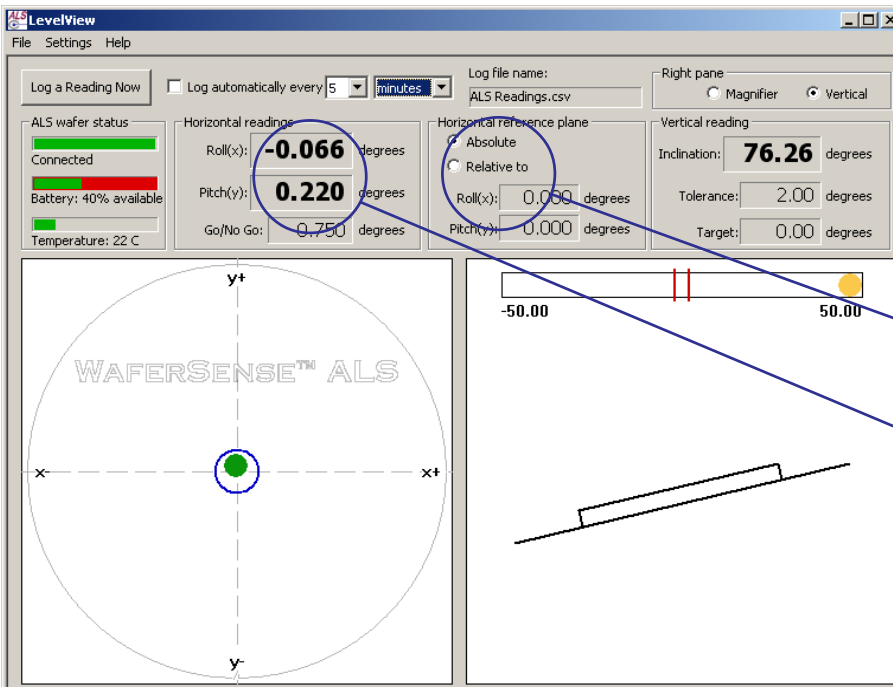 ALS LevelView
File Settings Help
Log a Reading Now
Log automatically every 5 minutes
Log file name:
ALS Readings.csv
Right pane
Magnifier Vertical
ALS wafer status
Connected
Battery: 40% available
Temperature: 22 C
Horizontal readings
Roll(x): -0.066 degrees
Pitch(y): 0.220 degrees
Go/No Go: 0.750 degrees
Horizontal reference plane
Absolute
Relative to
Roll(x): 0.000 degrees
Pitch(y): 0.000 degrees
Vertical reading
Inclination: 76.26 degrees
Tolerance: 2.00 degrees
Target: 0.00 degrees
y+
WAFERSENSE™ ALS
x- x+
y-
-50.00 50.00